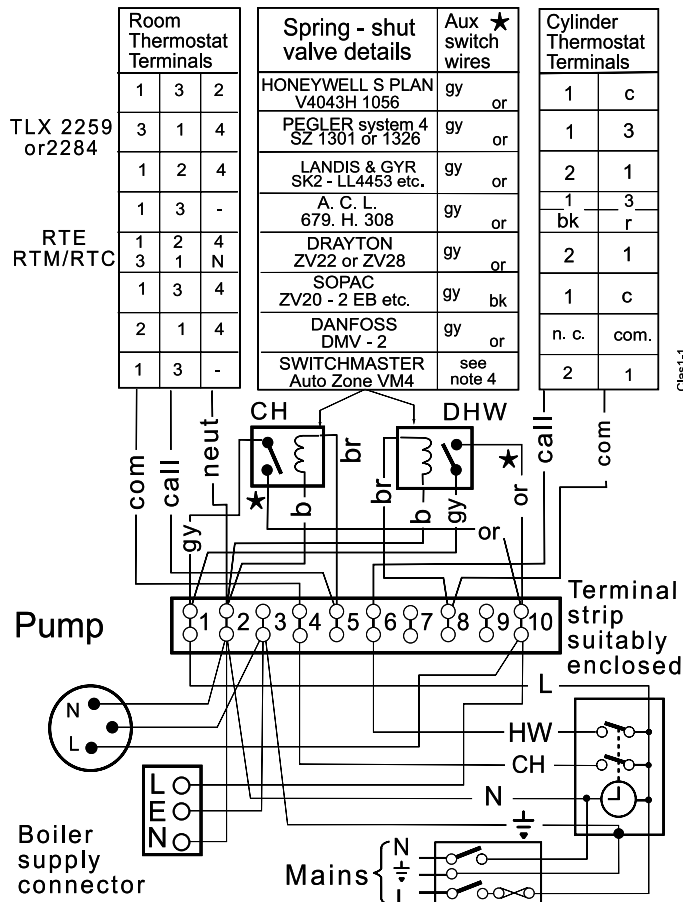 Room Thermostat Terminals
Spring - shut valve details
Aux ★ switch wires
Cylinder Thermostat Terminals
1 3 2 HONEYWELL S PLAN V4043H 1056 gy or 1 c
TLX 2259 or2284 3 1 4 PEGLER system 4 SZ 1301 or 1326 gy or 1 3
1 2 4 LANDIS & GYR SK2 - LL4453 etc. gy or 2 1
1 3 - A. C. L. 679. H. 308 gy or 1 bk 3 r
RTE 1 2 4 DRAYTON ZV22 or ZV28 gy or 2 1
RTM/RTC 3 1 N
1 3 4 SOPAC ZV20 - 2 EB etc. gy bk 1 c
2 1 4 DANFOSS DMV - 2 gy or n. c. com.
1 3 - SWITCHMASTER Auto Zone VM4 see note 4 2 1
Clas1-1
CH DHW
com call neut gy ★ b br br b gy ★ or call com
or
1 2 3 4 5 6 7 8 9 10
Terminal strip suitably enclosed
Pump
N
L
L
HW
CH
N
L
E
N
Boiler supply connector
Mains
N
L